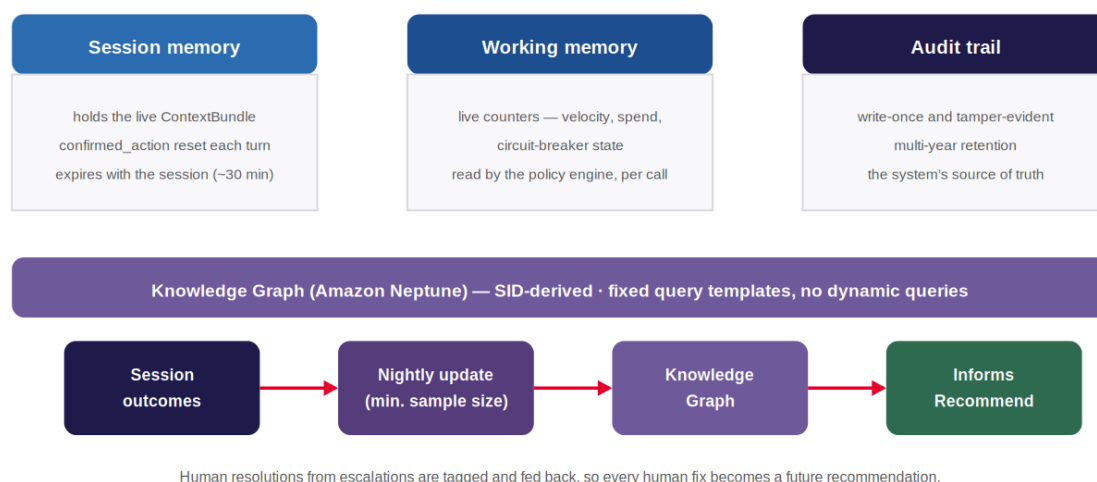 Session memory
holds the live ContextBundle
confirmed_action reset each turn
expires with the session (~30 min)
Working memory
live counters — velocity, spend,
circuit-breaker state
read by the policy engine, per call
Audit trail
write-once and tamper-evident
multi-year retention
the system's source of truth
Knowledge Graph (Amazon Neptune) — SID-derived · fixed query templates, no dynamic queries
Session
outcomes
Nightly update
(min. sample size)
Knowledge
Graph
Informs
Recommend
Human resolutions from escalations are tagged and fed back, so every human fix becomes a future recommendation.